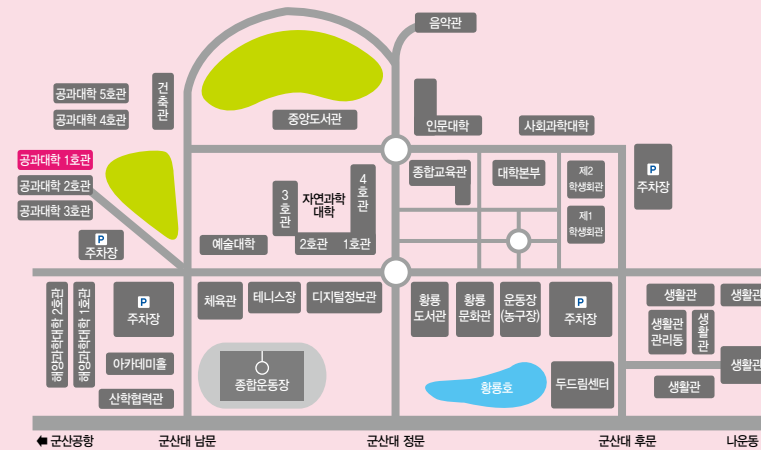 음악관
공과대학 5호관
건축관
공과대학 4호관
중앙도서관
인문대학
사회과학대학
공과대학 1호관
공과대학 2호관
공과대학 3호관
종합교육관
대학본부
제2
학생회관
P
주차장
3호관
자연과학
대학
4호관
제1
학생회관
P
주차장
예술대학
2호관
1호관
해양과학대학 2호관
해양과학대학 1호관
P
주차장
체육관
테니스장
디지털정보관
황룡
도서관
황룡
문화관
운동장
(농구장)
P
주차장
생활관
생활관
생활관
관리동
생활관
아카데미홀
종합운동장
황룡호
두드림센터
생활관
생활관
산학협력관
군산공항
군산대 남문
군산대 정문
군산대 후문
나운동